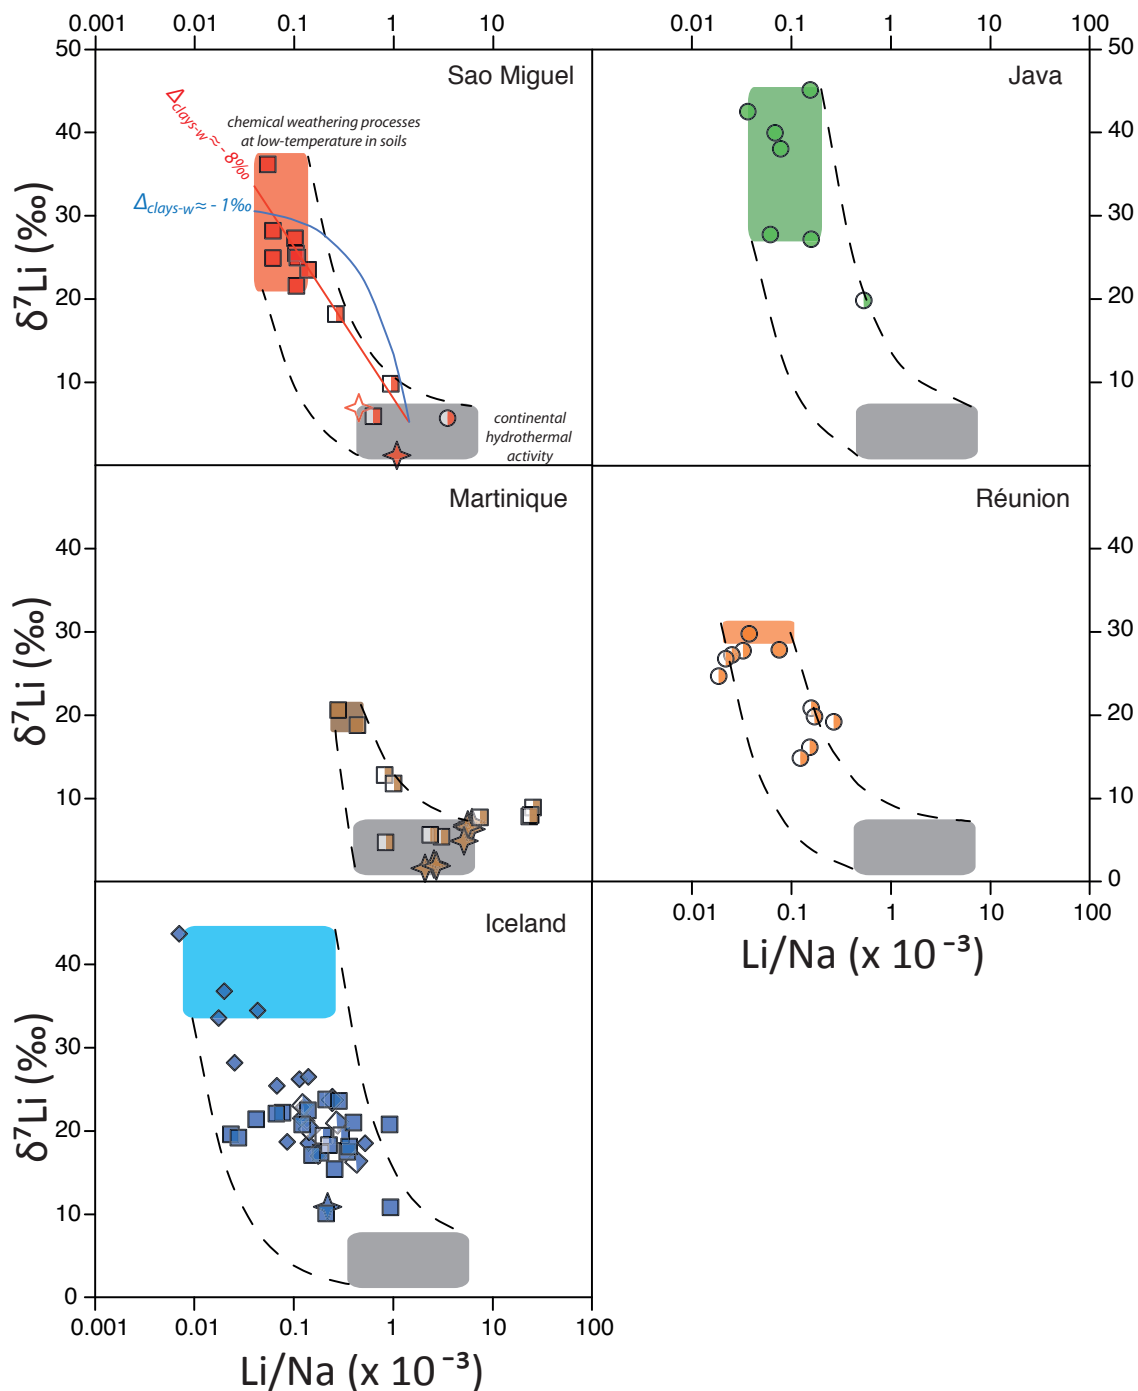 0.001 0.01 0.1 1 10
0.01 0.1 1 10 100
50
40
30
20
10
δ⁷Li (‰)
Sao Miguel
Δclays-w ≈ - 8‰
chemical weathering processes
at low-temperature in soils
Δclays-w ≈ - 1‰
continental
hydrothermal
activity
Java
50
40
30
20
10
0
Martinique
40
30
20
10
δ⁷Li (‰)
Réunion
40
30
20
10
0
0.01 0.1 1 10 100
Li/Na (x 10⁻³)
Iceland
40
30
20
10
0
δ⁷Li (‰)
0.001 0.01 0.1 1 10 100
Li/Na (x 10⁻³)